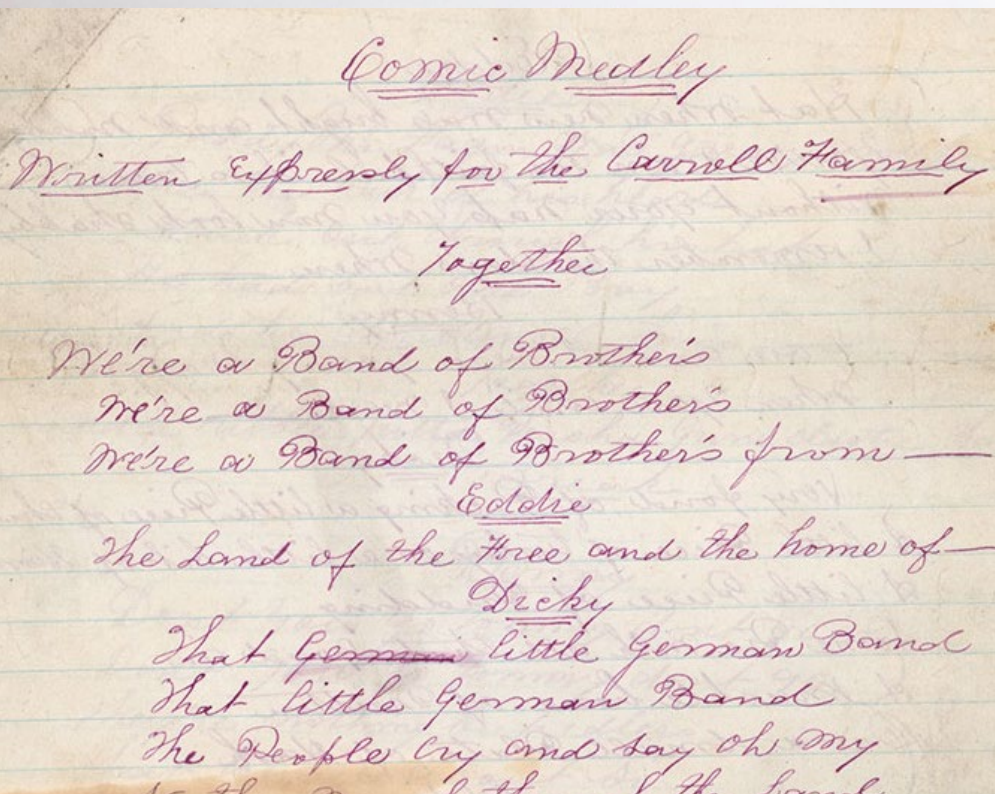 Comic Medley
Written Expressly for the Carroll Family
Together
We're a Band of Brother's
We're a Band of Brother's
We're a Band of Brother's from —
Eddie
The Land of the Free and the home of —
Dicky
That German little German Band
That little German Band
The People cry and say oh my